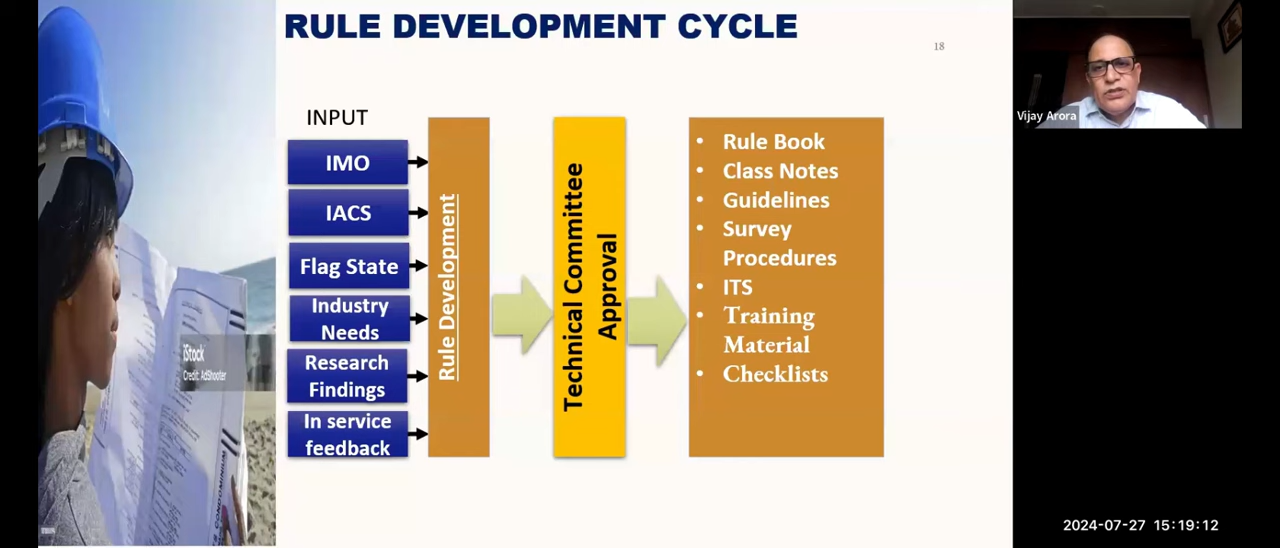 RULE DEVELOPMENT CYCLE
18
INPUT
IMO
IACS
Flag State
Industry
Needs
Research
Findings
In service
feedback
Rule Development
Technical Committee
Approval
• Rule Book
• Class Notes
• Guidelines
• Survey
Procedures
• ITS
• Training
Material
• Checklists
iStock
Credit: AdShooter
CONDOMINIUM
Vijay Arora
2024-07-27 15:19:12